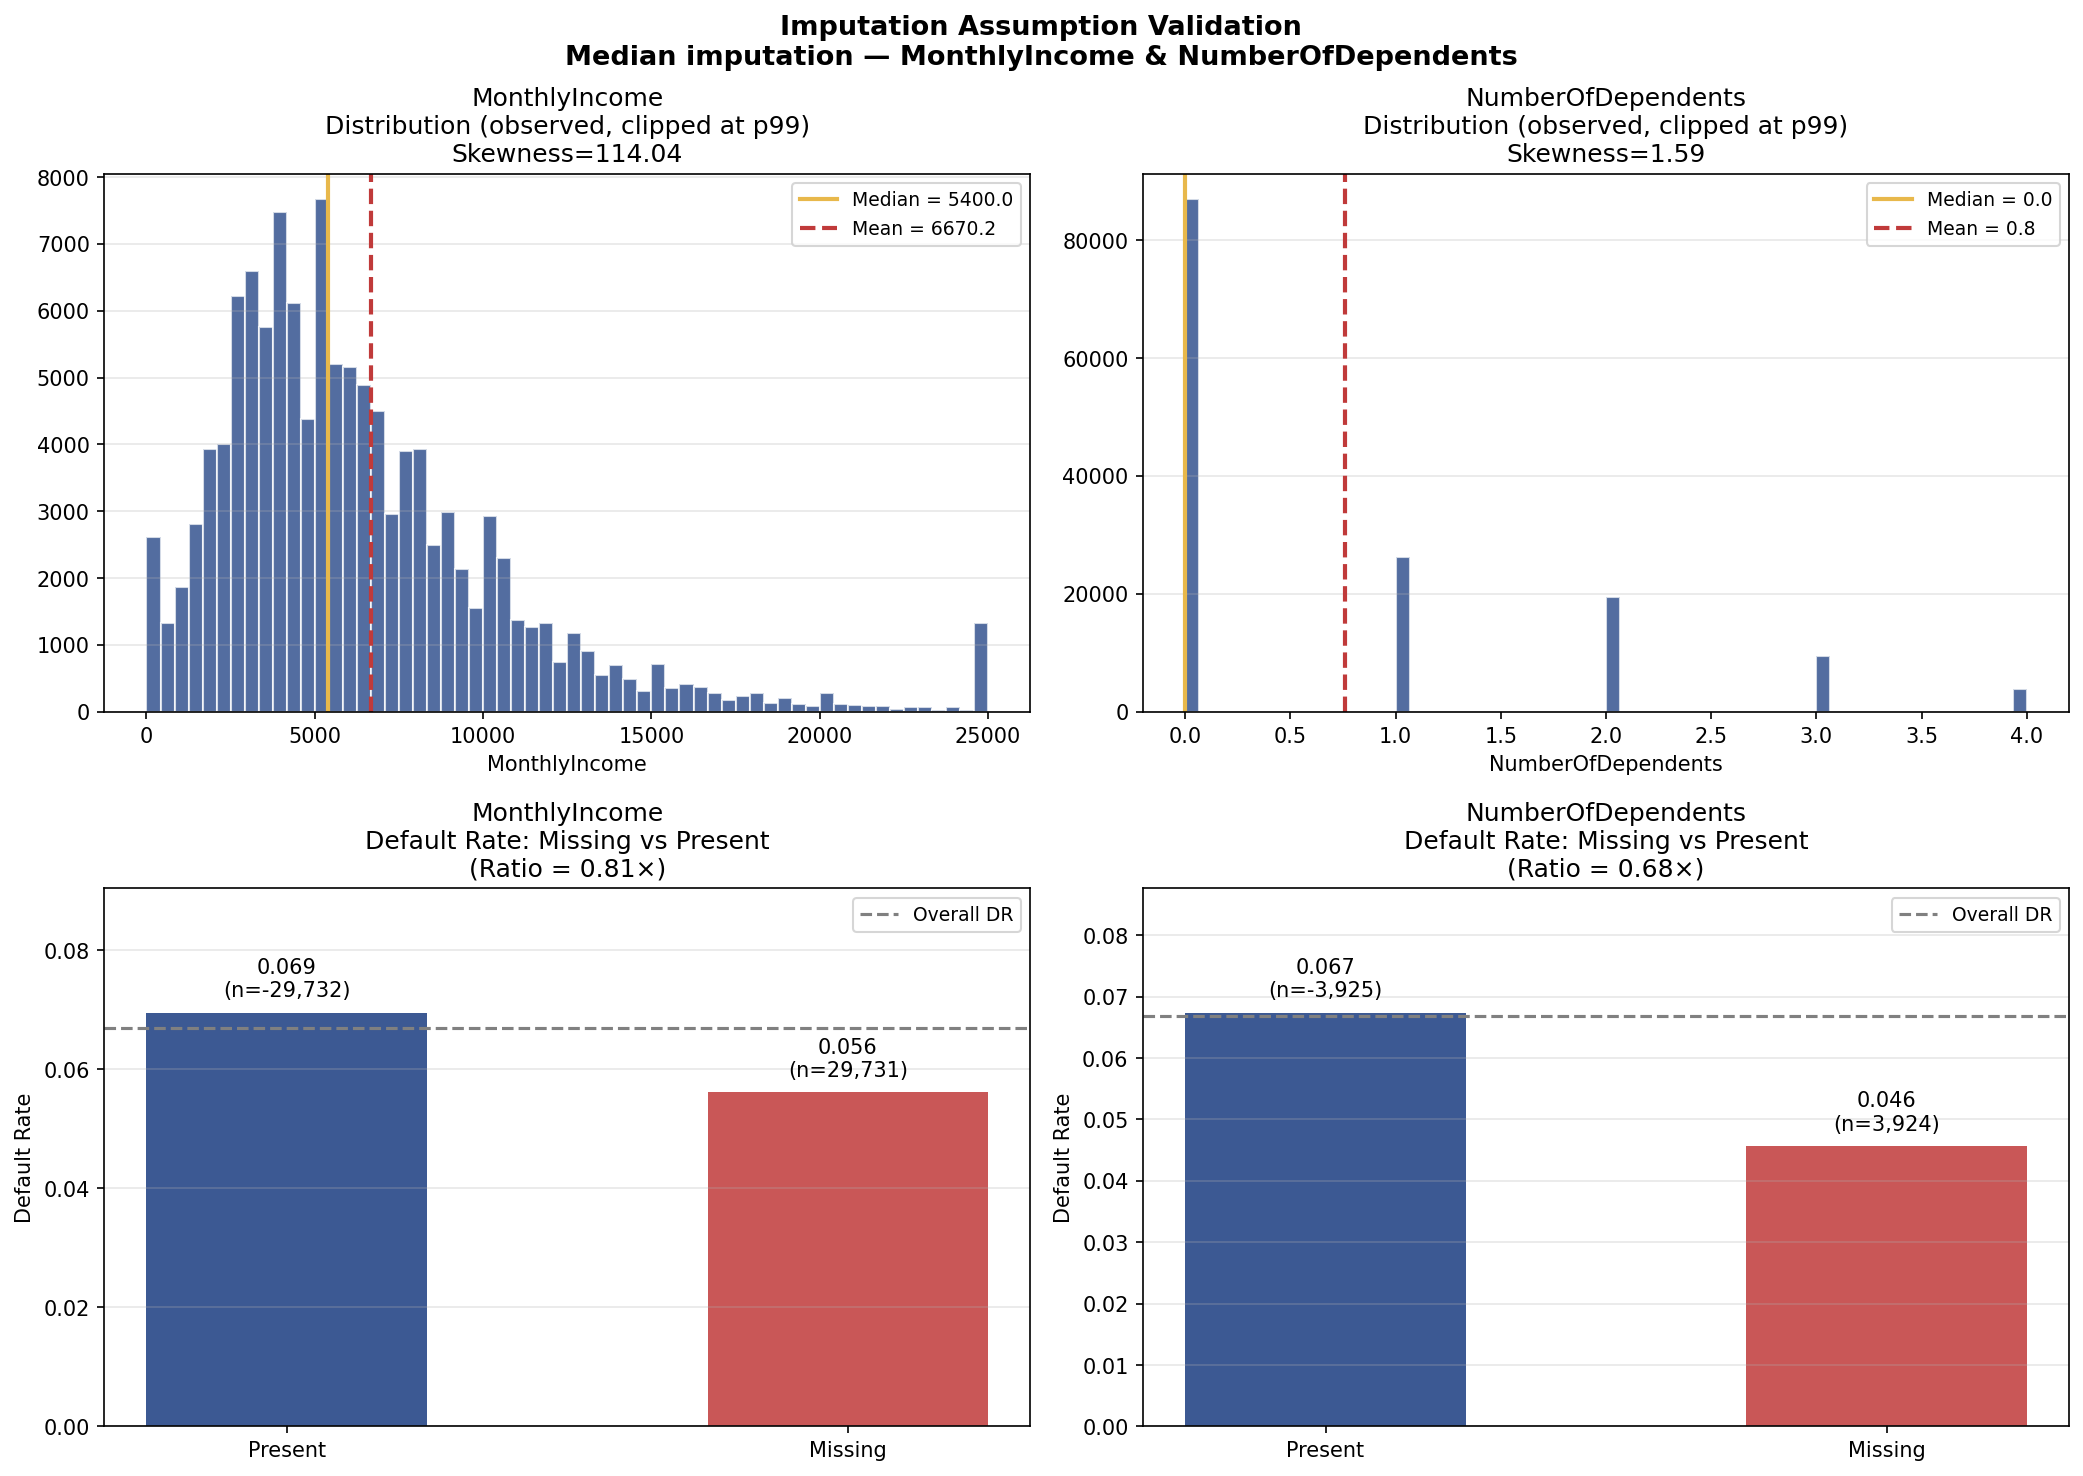 Imputation Assumption Validation
Median imputation — MonthlyIncome & NumberOfDependents
MonthlyIncome
Distribution (observed, clipped at p99)
Skewness=114.04
8000
7000
6000
5000
4000
3000
2000
1000
0
Median = 5400.0
Mean = 6670.2
0 5000 10000 15000 20000 25000
MonthlyIncome
NumberOfDependents
Distribution (observed, clipped at p99)
Skewness=1.59
80000
60000
40000
20000
0
Median = 0.0
Mean = 0.8
0.0 0.5 1.0 1.5 2.0 2.5 3.0 3.5 4.0
NumberOfDependents
MonthlyIncome
Default Rate: Missing vs Present
(Ratio = 0.81×)
Default Rate
0.08
0.06
0.04
0.02
0.00
Overall DR
0.069
(n=-29,732)
0.056
(n=29,731)
Present Missing
NumberOfDependents
Default Rate: Missing vs Present
(Ratio = 0.68×)
Default Rate
0.08
0.07
0.06
0.05
0.04
0.03
0.02
0.01
0.00
Overall DR
0.067
(n=-3,925)
0.046
(n=3,924)
Present Missing